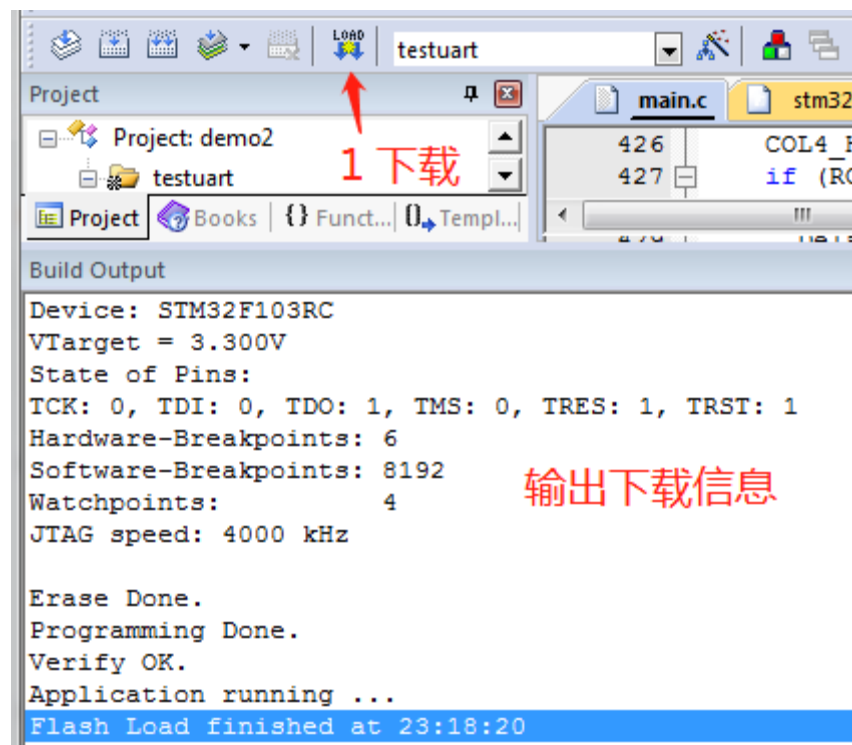 LOAD
testuart
Project
main.c
stm32
Project: demo2
testuart
1 下载
426
COL4_H
427
if (RO
Project
Books
{} Funct...
Templ...
Build Output
Device: STM32F103RC
VTarget = 3.300V
State of Pins:
TCK: 0, TDI: 0, TDO: 1, TMS: 0, TRES: 1, TRST: 1
Hardware-Breakpoints: 6
Software-Breakpoints: 8192
Watchpoints: 4
JTAG speed: 4000 kHz
输出下载信息
Erase Done.
Programming Done.
Verify OK.
Application running ...
Flash Load finished at 23:18:20